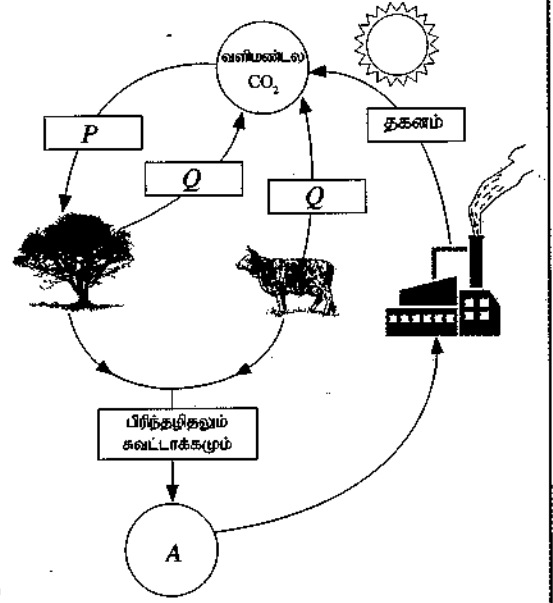 வளிமண்டல
CO₂
தகனம்
P
Q
Q
பிரிந்தழிதலும்
சுவட்டாக்கமும்
A